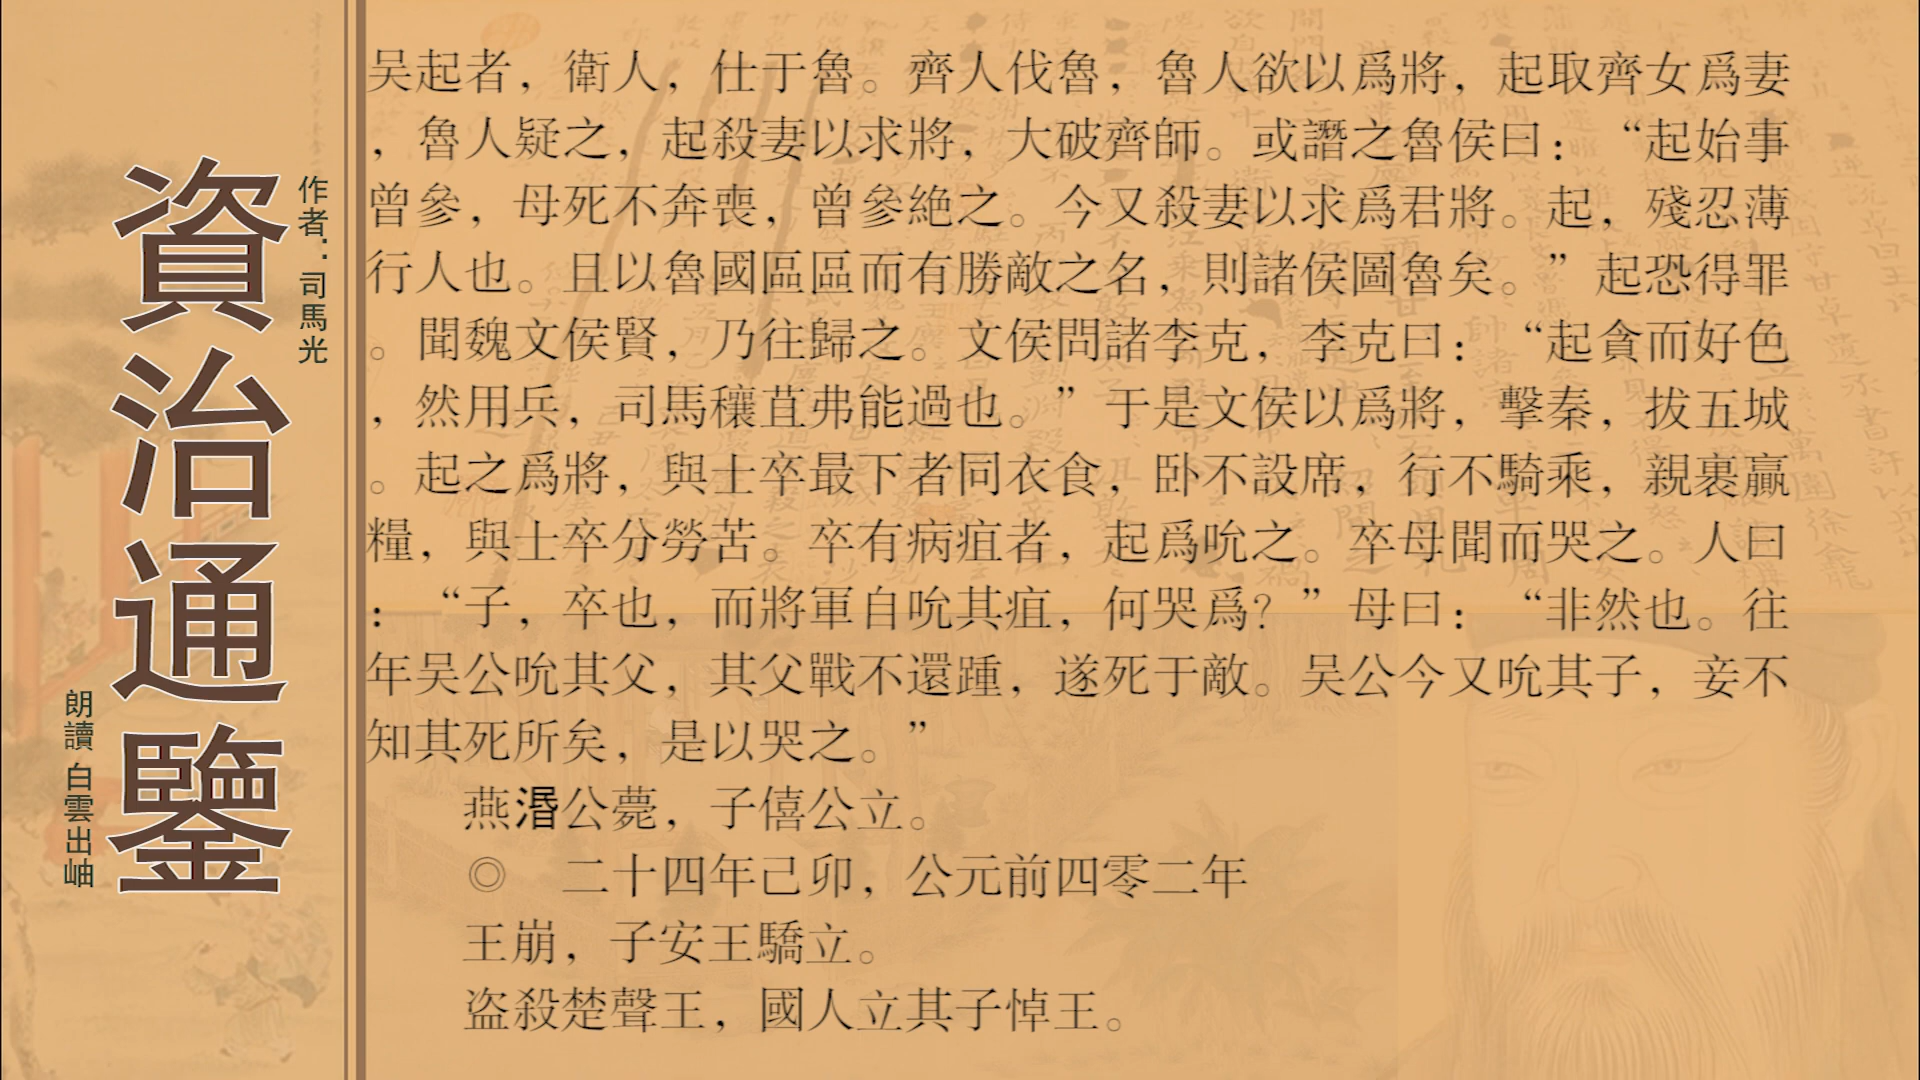 資治通鑒
作者：司馬光
朗讀 白雲出岫
吴起者，衛人，仕于魯。齊人伐魯，魯人欲以爲將，起取齊女爲妻
，魯人疑之，起殺妻以求將，大破齊師。或譖之魯侯曰：“起始事
曾參，母死不奔喪，曾參絶之。今又殺妻以求爲君將。起，殘忍薄
行人也。且以魯國區區而有勝敵之名，則諸侯圖魯矣。”起恐得罪
。聞魏文侯賢，乃往歸之。文侯問諸李克，李克曰：“起貪而好色
，然用兵，司馬穰苴弗能過也。”于是文侯以爲將，擊秦，拔五城
。起之爲將，與士卒最下者同衣食，卧不設席，行不騎乘，親裹贏
糧，與士卒分勞苦。卒有病疽者，起爲吮之。卒母聞而哭之。人曰
：“子，卒也，而將軍自吮其疽，何哭爲？”母曰：“非然也。往
年吴公吮其父，其父戰不還踵，遂死于敵。吴公今又吮其子，妾不
知其死所矣，是以哭之。”
燕湣公薨，子僖公立。
◎　二十四年己卯，公元前四零二年
王崩，子安王驕立。
盗殺楚聲王，國人立其子悼王。